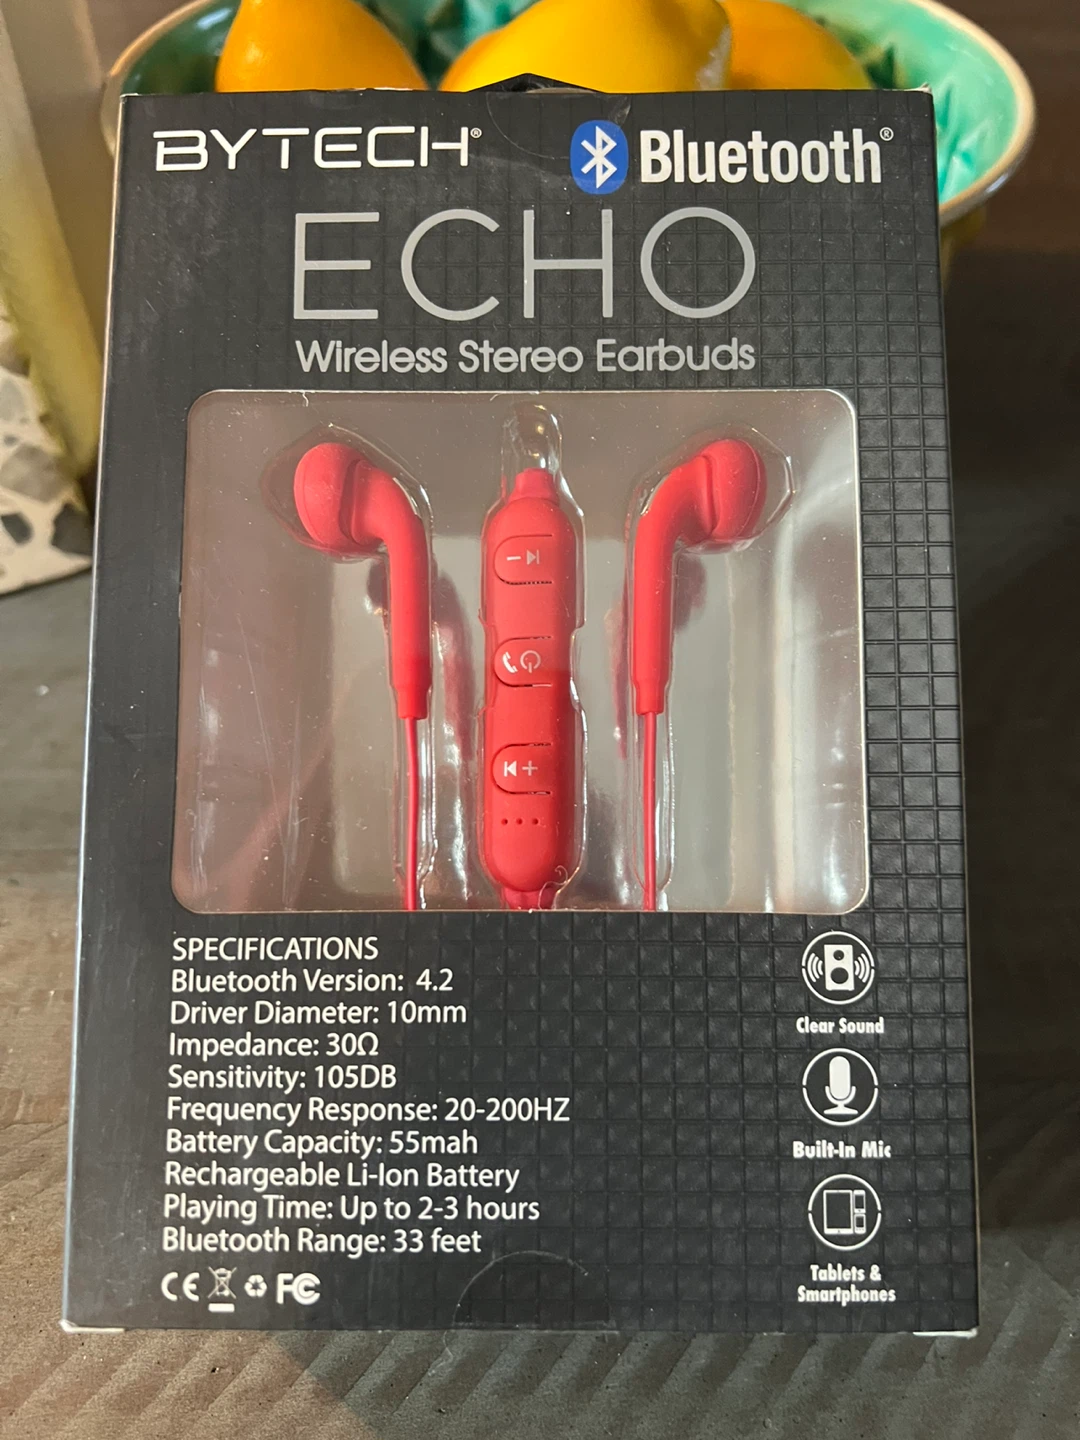 BYTECH®
Bluetooth®
ECHO
Wireless Stereo Earbuds
SPECIFICATIONS
Bluetooth Version: 4.2
Driver Diameter: 10mm
Impedance: 30Ω
Sensitivity: 105DB
Frequency Response: 20-200HZ
Battery Capacity: 55mah
Rechargeable Li-Ion Battery
Playing Time: Up to 2-3 hours
Bluetooth Range: 33 feet
CE FC
Clear Sound
Built-In Mic
Tablets &
Smartphones